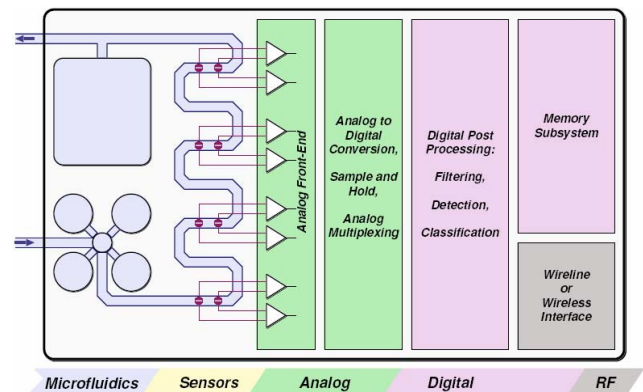 Analog Front-End
Analog to
Digital
Conversion,
Sample and
Hold,
Analog
Multiplexing
Digital Post
Processing:
Filtering,
Detection,
Classification
Memory
Subsystem
Wireline
or
Wireless
Interface
Microfluidics
Sensors
Analog
Digital
RF